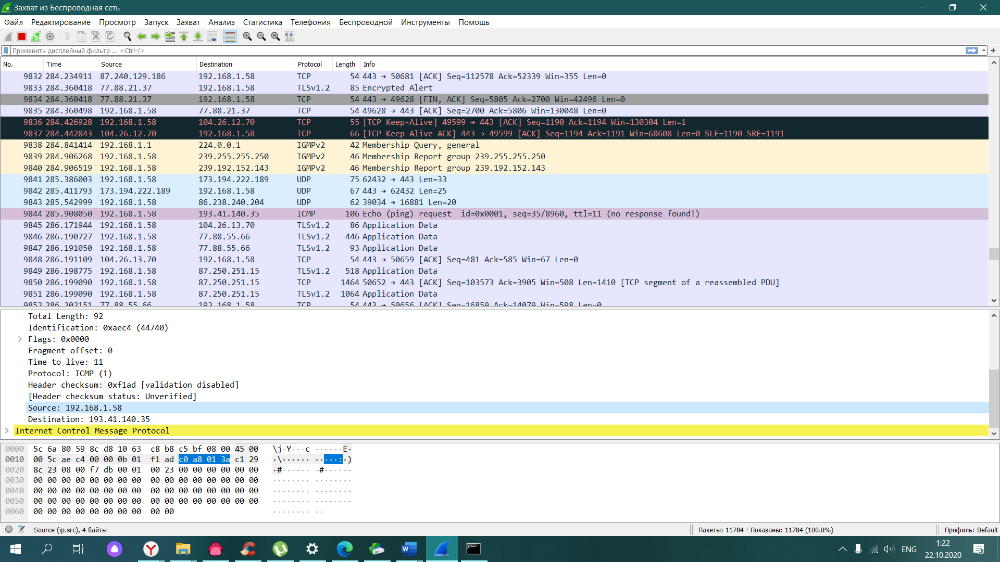 Захват из Беспроводная сеть
Файл Редактирование Просмотр Запуск Захват Анализ Статистика Телефония Беспроводной Инструменты Помощь
Применить дисплейный фильтр ... <Ctrl-/>
No. Time Source Destination Protocol Length Info
9832 284.234911 87.240.129.186 192.168.1.58 TCP 54 443 → 50681 [ACK] Seq=112578 Ack=52339 Win=355 Len=0
9833 284.360418 77.88.21.37 192.168.1.58 TLSv1.2 85 Encrypted Alert
9834 284.360418 77.88.21.37 192.168.1.58 TCP 54 443 → 49628 [FIN, ACK] Seq=5805 Ack=2700 Win=42496 Len=0
9835 284.360498 192.168.1.58 77.88.21.37 TCP 54 49628 → 443 [ACK] Seq=2700 Ack=5806 Win=130048 Len=0
9836 284.426928 192.168.1.58 104.26.12.70 TCP 55 [TCP Keep-Alive] 49599 → 443 [ACK] Seq=1190 Ack=1194 Win=130304 Len=1
9837 284.442843 104.26.12.70 192.168.1.58 TCP 66 [TCP Keep-Alive ACK] 443 → 49599 [ACK] Seq=1194 Ack=1191 Win=68608 Len=0 SLE=1190 SRE=1191
9838 284.841414 192.168.1.1 224.0.0.1 IGMPv2 42 Membership Query, general
9839 284.906268 192.168.1.58 239.255.255.250 IGMPv2 46 Membership Report group 239.255.255.250
9840 284.906519 192.168.1.58 239.192.152.143 IGMPv2 46 Membership Report group 239.192.152.143
9841 285.386003 192.168.1.58 173.194.222.189 UDP 75 62432 → 443 Len=33
9842 285.411793 173.194.222.189 192.168.1.58 UDP 67 443 → 62432 Len=25
9843 285.542999 192.168.1.58 86.238.240.204 UDP 62 39034 → 16881 Len=20
9844 285.908050 192.168.1.58 193.41.140.35 ICMP 106 Echo (ping) request id=0x0001, seq=35/8960, ttl=11 (no response found!)
9845 286.171944 192.168.1.58 104.26.13.70 TLSv1.2 86 Application Data
9846 286.190727 192.168.1.58 77.88.55.66 TLSv1.2 446 Application Data
9847 286.191050 192.168.1.58 77.88.55.66 TLSv1.2 93 Application Data
9848 286.191109 104.26.13.70 192.168.1.58 TCP 54 443 → 50659 [ACK] Seq=481 Ack=585 Win=67 Len=0
9849 286.198775 192.168.1.58 87.250.251.15 TLSv1.2 518 Application Data
9850 286.199090 192.168.1.58 87.250.251.15 TCP 1464 50652 → 443 [ACK] Seq=103573 Ack=3905 Win=508 Len=1410 [TCP segment of a reassembled PDU]
9851 286.199090 192.168.1.58 87.250.251.15 TLSv1.2 1064 Application Data
9852 286.202151 77.88.55.66 192.168.1.58 TCP 54 443 → 50656 [ACK] Seq=16859 Ack=14079 Win=598 Len=0
Total Length: 92
Identification: 0xaec4 (44740)
Flags: 0x0000
Fragment offset: 0
Time to live: 11
Protocol: ICMP (1)
Header checksum: 0xf1ad [validation disabled]
[Header checksum status: Unverified]
Source: 192.168.1.58
Destination: 193.41.140.35
Internet Control Message Protocol
0000 5c 6a 80 59 8c d8 10 63 c8 b8 c5 bf 08 00 45 00 \j·Y···c ······E·
0010 00 5c ae c4 00 00 0b 01 f1 ad c0 a8 01 3a c1 29 ·\······ ·····:·)
0020 8c 23 08 00 f7 db 00 01 00 23 00 00 00 00 00 00 ·#······ ·#······
0030 00 00 00 00 00 00 00 00 00 00 00 00 00 00 00 00 ········ ········
0040 00 00 00 00 00 00 00 00 00 00 00 00 00 00 00 00 ········ ········
0050 00 00 00 00 00 00 00 00 00 00 00 00 00 00 00 00 ········ ········
0060 00 00 00 00 00 00 00 00 00 00 ········ ··
Source (ip.src), 4 байты Пакеты: 11784 · Показаны: 11784 (100.0%) Профиль: Default
ENG 1:22
22.10.2020